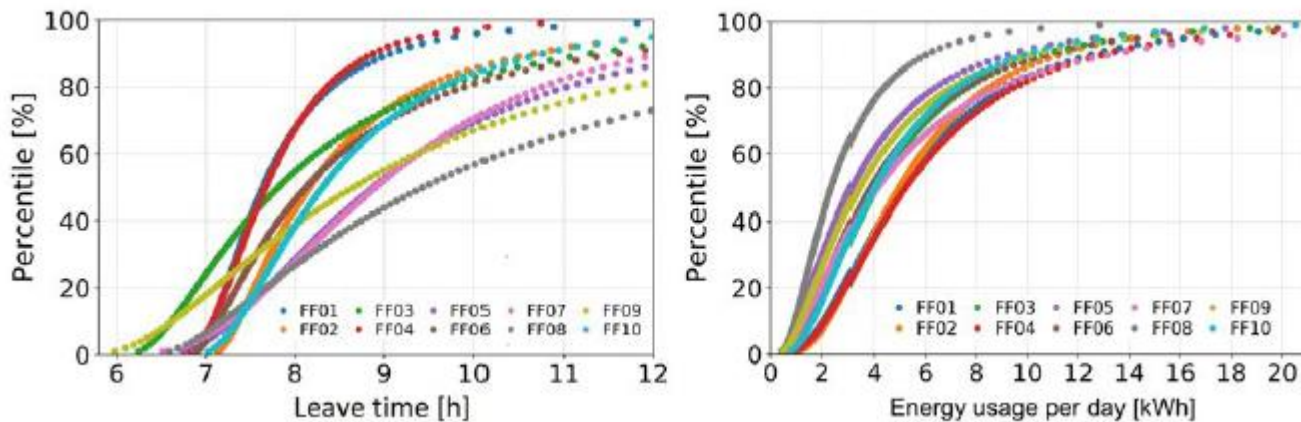 Percentile [%]
100
80
60
40
20
0
FF01 FF03 FF05 FF07 FF09
FF02 FF04 FF06 FF08 FF10
6 7 8 9 10 11 12
Leave time [h]
Percentile [%]
100
80
60
40
20
0
FF01 FF03 FF05 FF07 FF09
FF02 FF04 FF06 FF08 FF10
0 2 4 6 8 10 12 14 16 18 20
Energy usage per day [kWh]